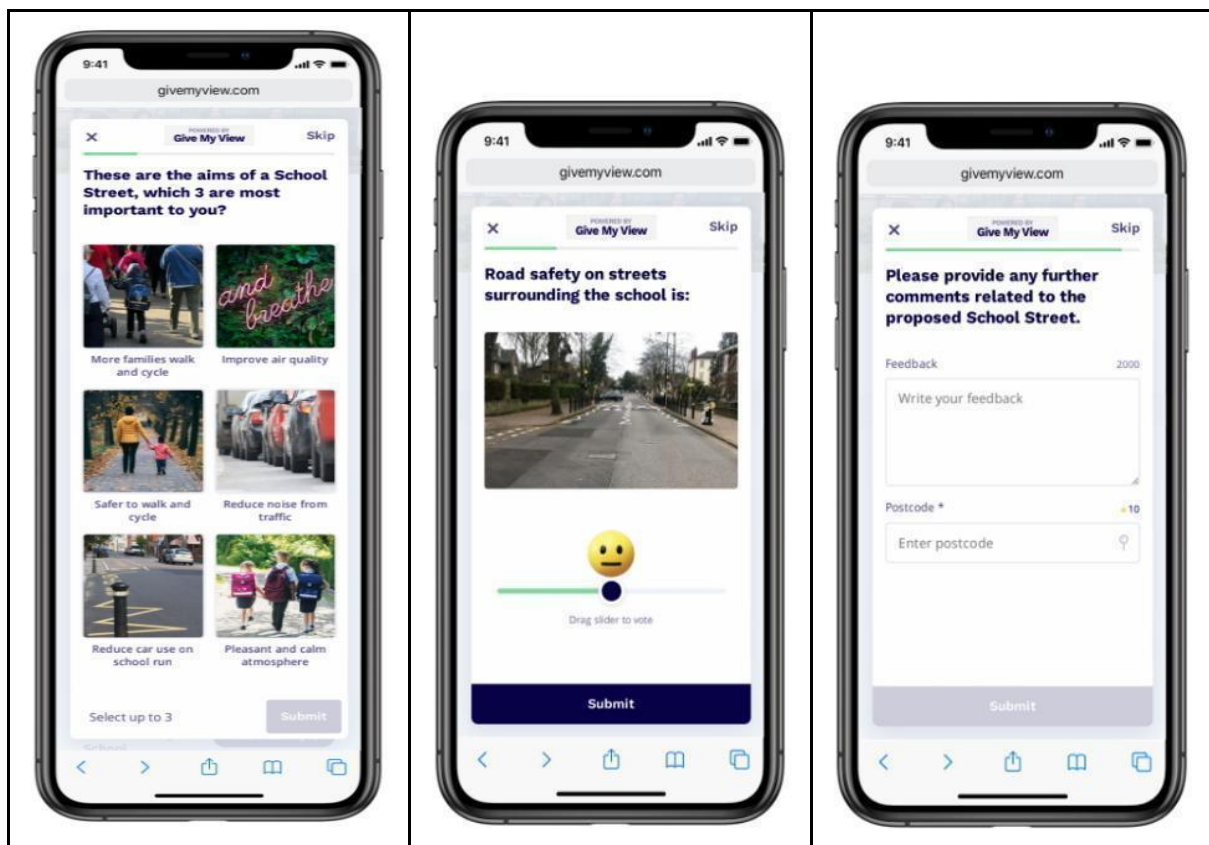 9:41
givemyview.com
POWERED BY
Give My View
Skip
These are the aims of a School
Street, which 3 are most
important to you?
and
breathe
More families walk
and cycle
Improve air quality
Safer to walk and
cycle
Reduce noise from
traffic
Reduce car use on
school run
Pleasant and calm
atmosphere
Select up to 3
Submit
School
9:41
givemyview.com
POWERED BY
Give My View
Skip
Road safety on streets
surrounding the school is:
Drag slider to vote
Submit
9:41
givemyview.com
POWERED BY
Give My View
Skip
Please provide any further
comments related to the
proposed School Street.
Feedback
2000
Write your feedback
Postcode *
10
Enter postcode
Submit